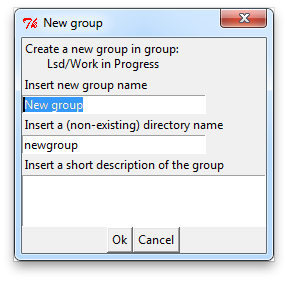 New group
Create a new group in group:
Lsd/Work in Progress
Insert new group name
New group
Insert a (non-existing) directory name
newgroup
Insert a short description of the group
Ok Cancel